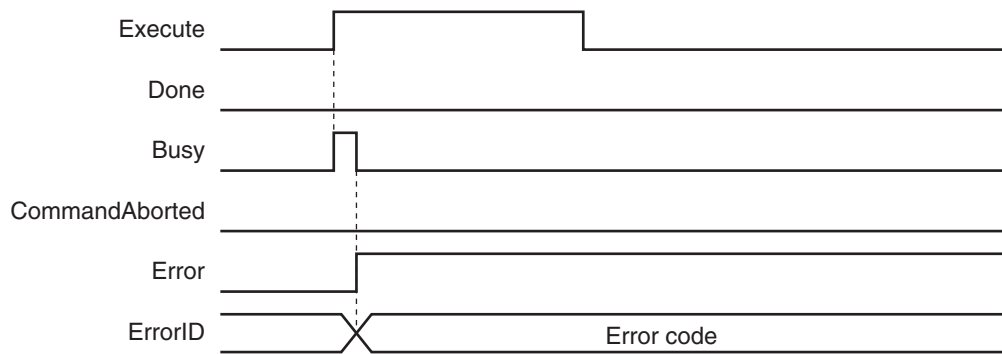 Execute
Done
Busy
CommandAborted
Error
ErrorID
Error code